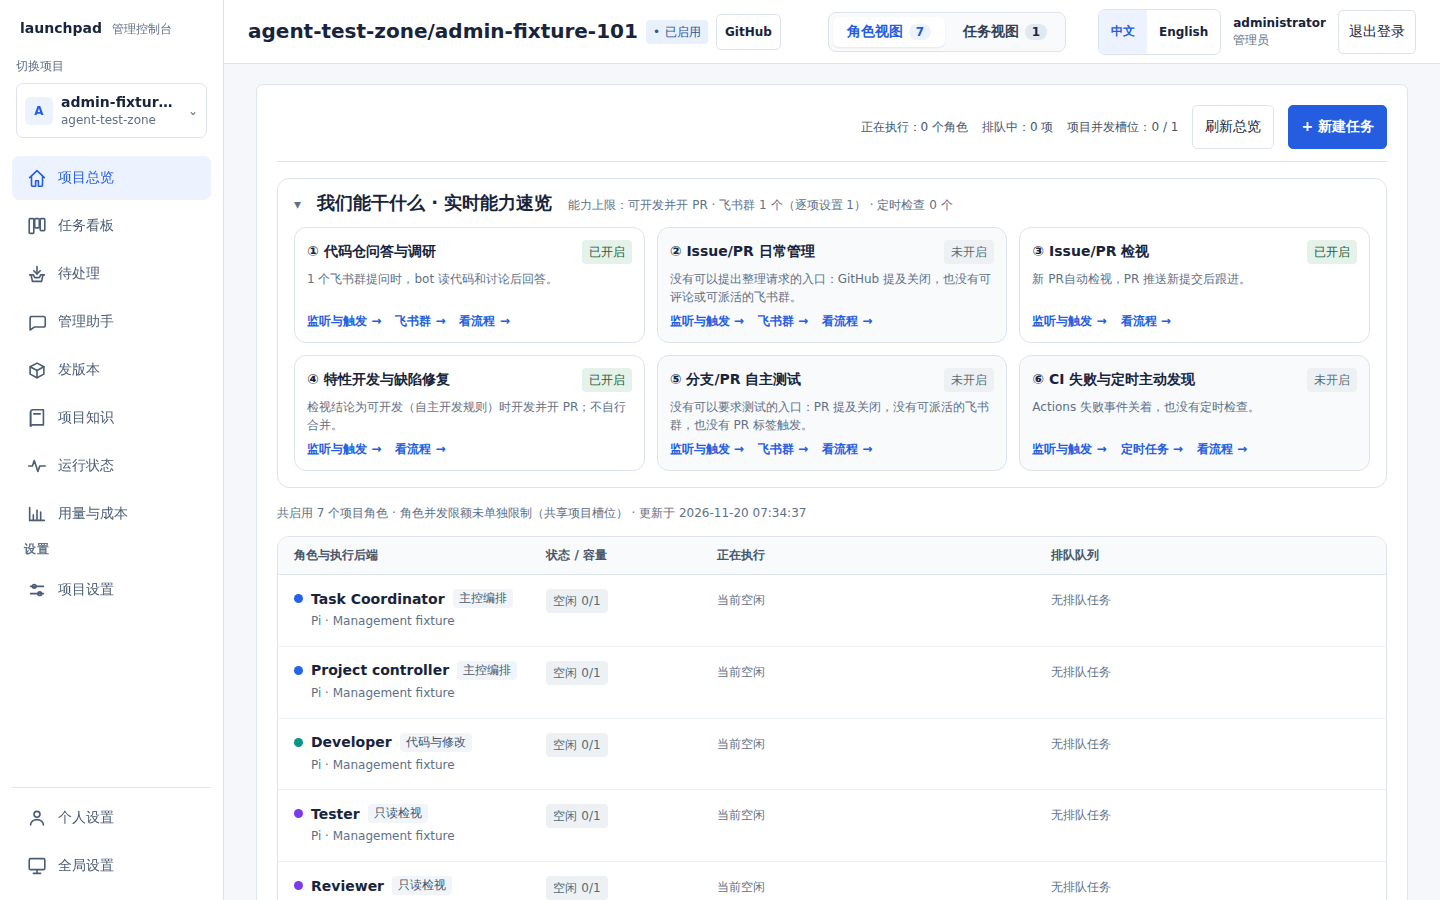 launchpad 管理控制台
切换项目
A
admin-fixtur...
agent-test-zone
项目总览
任务看板
待处理
管理助手
发版本
项目知识
运行状态
用量与成本
设置
项目设置
个人设置
全局设置
agent-test-zone/admin-fixture-101
• 已启用
GitHub
角色视图 7
任务视图 1
中文
English
administrator
管理员
退出登录
正在执行：0 个角色 排队中：0 项 项目并发槽位：0 / 1
刷新总览
+ 新建任务
▾ 我们能干什么 · 实时能力速览 能力上限：可开发并开 PR · 飞书群 1 个（逐项设置 1） · 定时检查 0 个
① 代码仓问答与调研 已开启
1 个飞书群提问时，bot 读代码和讨论后回答。
监听与触发 → 飞书群 → 看流程 →
② Issue/PR 日常管理 未开启
没有可以提出整理请求的入口：GitHub 提及关闭，也没有可
评论或可派活的飞书群。
监听与触发 → 飞书群 → 看流程 →
③ Issue/PR 检视 已开启
新 PR自动检视，PR 推送新提交后跟进。
监听与触发 → 看流程 →
④ 特性开发与缺陷修复 已开启
检视结论为可开发（自主开发规则）时开发并开 PR；不自行
合并。
监听与触发 → 看流程 →
⑤ 分支/PR 自主测试 未开启
没有可以要求测试的入口：PR 提及关闭，没有可派活的飞书
群，也没有 PR 标签触发。
监听与触发 → 飞书群 → 看流程 →
⑥ CI 失败与定时主动发现 未开启
Actions 失败事件关着，也没有定时检查。
监听与触发 → 定时任务 → 看流程 →
共启用 7 个项目角色 · 角色并发限额未单独限制（共享项目槽位） · 更新于 2026-11-20 07:34:37
角色与执行后端 状态 / 容量 正在执行 排队队列
Task Coordinator 主控编排 空闲 0/1 当前空闲 无排队任务
Pi · Management fixture
Project controller 主控编排 空闲 0/1 当前空闲 无排队任务
Pi · Management fixture
Developer 代码与修改 空闲 0/1 当前空闲 无排队任务
Pi · Management fixture
Tester 只读检视 空闲 0/1 当前空闲 无排队任务
Pi · Management fixture
Reviewer 只读检视 空闲 0/1 当前空闲 无排队任务